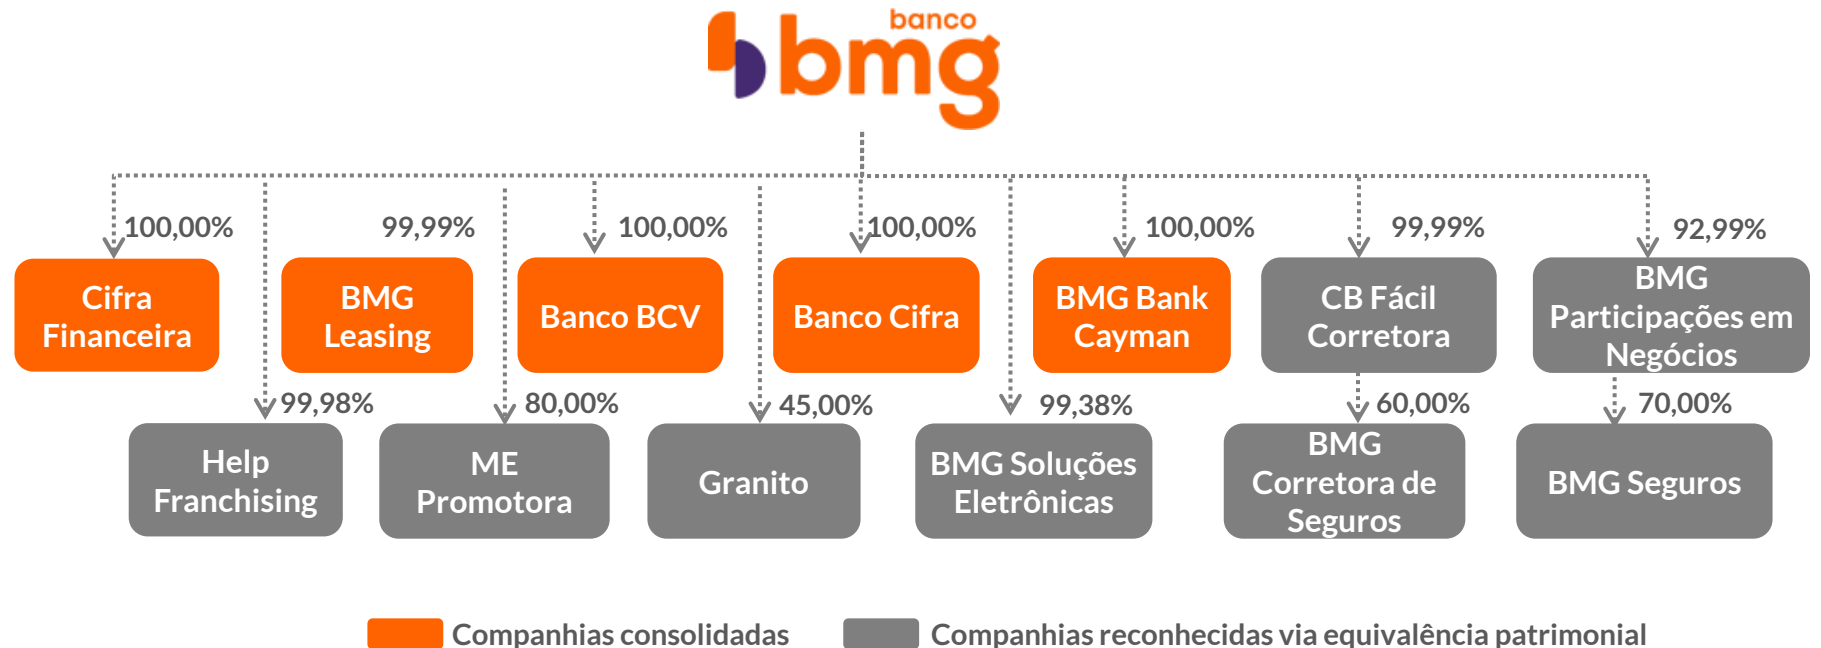 banco
bmg
100,00%
99,99%
100,00%
100,00%
100,00%
99,99%
92,99%
Cifra
Financeira
BMG
Leasing
Banco BCV
Banco Cifra
BMG Bank
Cayman
CB Fácil
Corretora
BMG
Participações em
Negócios
99,98%
80,00%
45,00%
99,38%
60,00%
70,00%
Help
Franchising
ME
Promotora
Granito
BMG Soluções
Eletrônicas
BMG
Corretora de
Seguros
BMG Seguros
Companhias consolidadas
Companhias reconhecidas via equivalência patrimonial